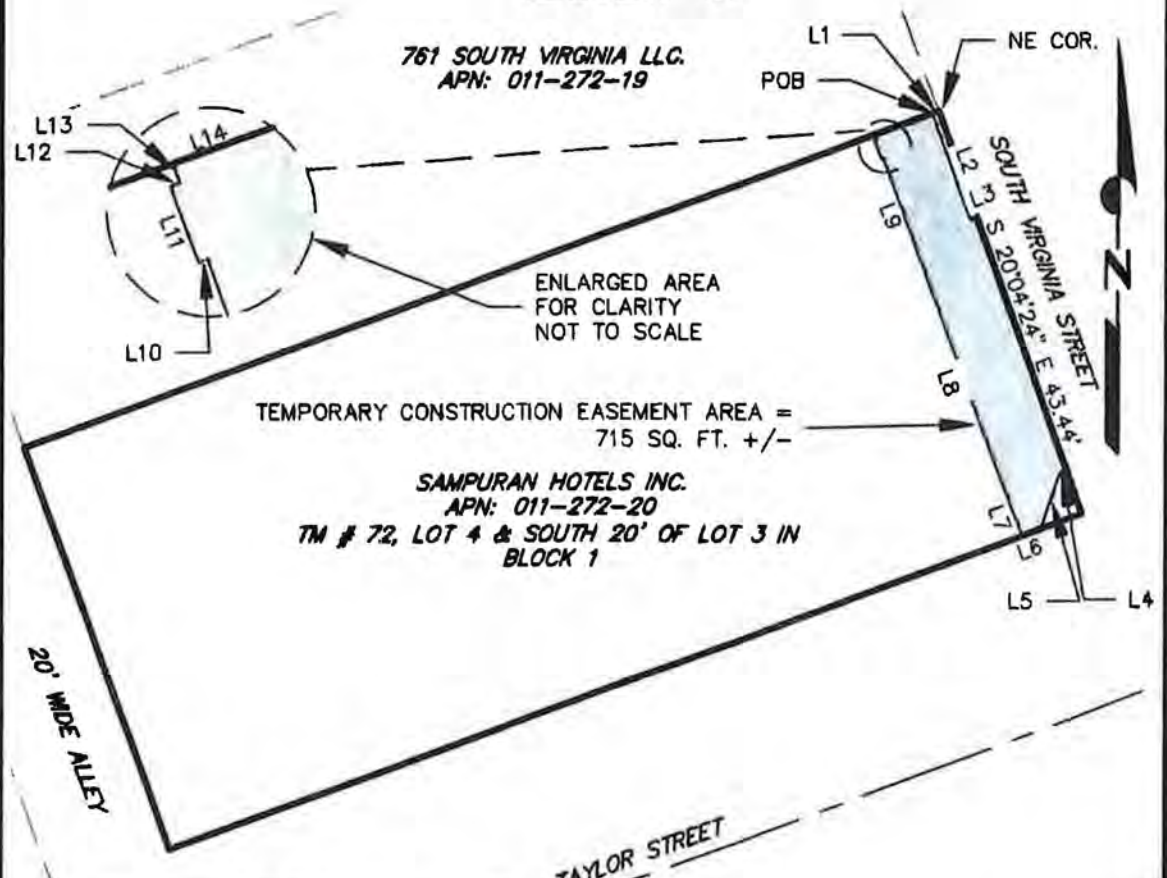 761 SOUTH VIRGINIA LLC.
APN: 011-272-19
L1
NE COR.
POB
L13
L14
L12
L11
L10
L2
L3
SOUTH VIRGINIA STREET
S 20°04'24" E 43.44'
L9
L8
L7
L6
L5
L4
N
ENLARGED AREA
FOR CLARITY
NOT TO SCALE
TEMPORARY CONSTRUCTION EASEMENT AREA =
715 SQ. FT. +/-
SAMPURAN HOTELS INC.
APN: 011-272-20
TM # 72, LOT 4 & SOUTH 20' OF LOT 3 IN
BLOCK 1
20' WIDE ALLEY
TAYLOR STREET